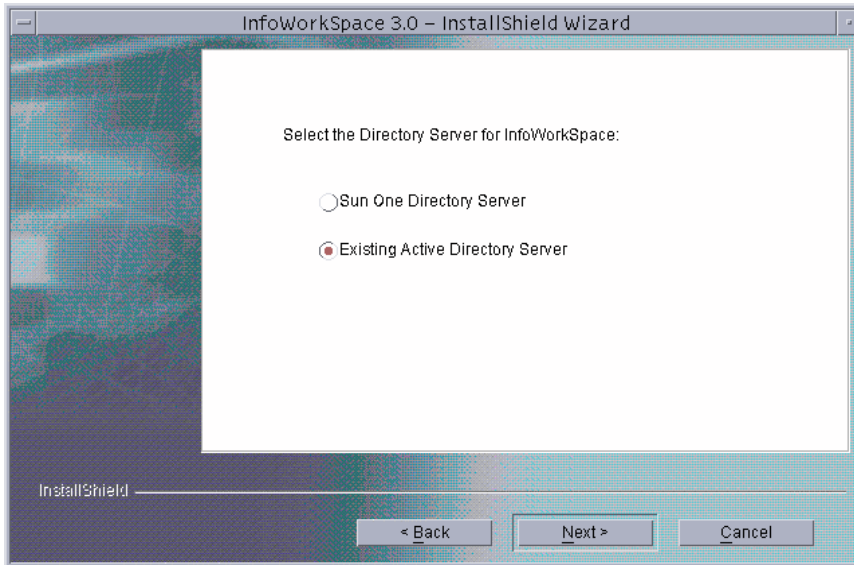 InfoWorkSpace 3.0 – InstallShield Wizard
Select the Directory Server for InfoWorkSpace:
Sun One Directory Server
Existing Active Directory Server
InstallShield
< Back
Next >
Cancel